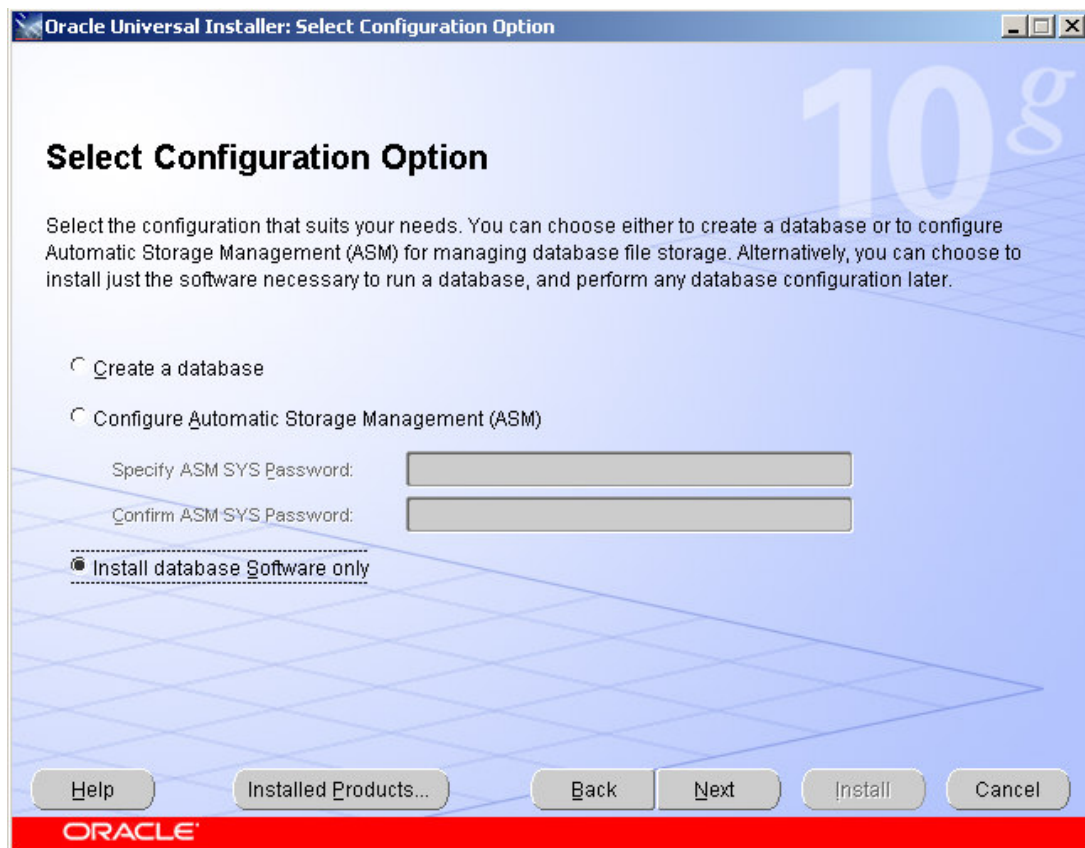 Oracle Universal Installer: Select Configuration Option
10g
Select Configuration Option
Select the configuration that suits your needs. You can choose either to create a database or to configure
Automatic Storage Management (ASM) for managing database file storage. Alternatively, you can choose to
install just the software necessary to run a database, and perform any database configuration later.
Create a database
Configure Automatic Storage Management (ASM)
Specify ASM SYS Password:
Confirm ASM SYS Password:
Install database Software only
Help Installed Products... Back Next Install Cancel
ORACLE